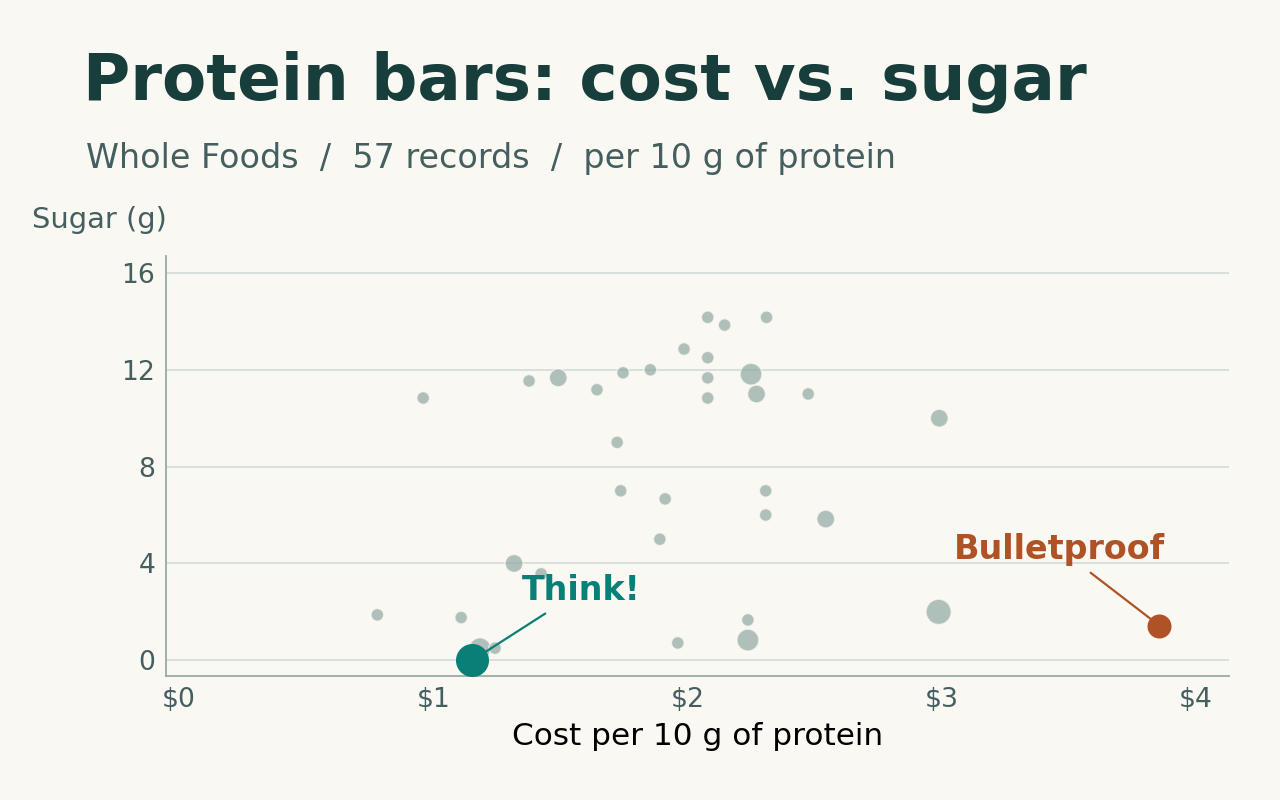 Protein bars: cost vs. sugar
Whole Foods / 57 records / per 10 g of protein
Sugar (g)
16
12
8
4
0
Bulletproof
Think!
$0 $1 $2 $3 $4
Cost per 10 g of protein